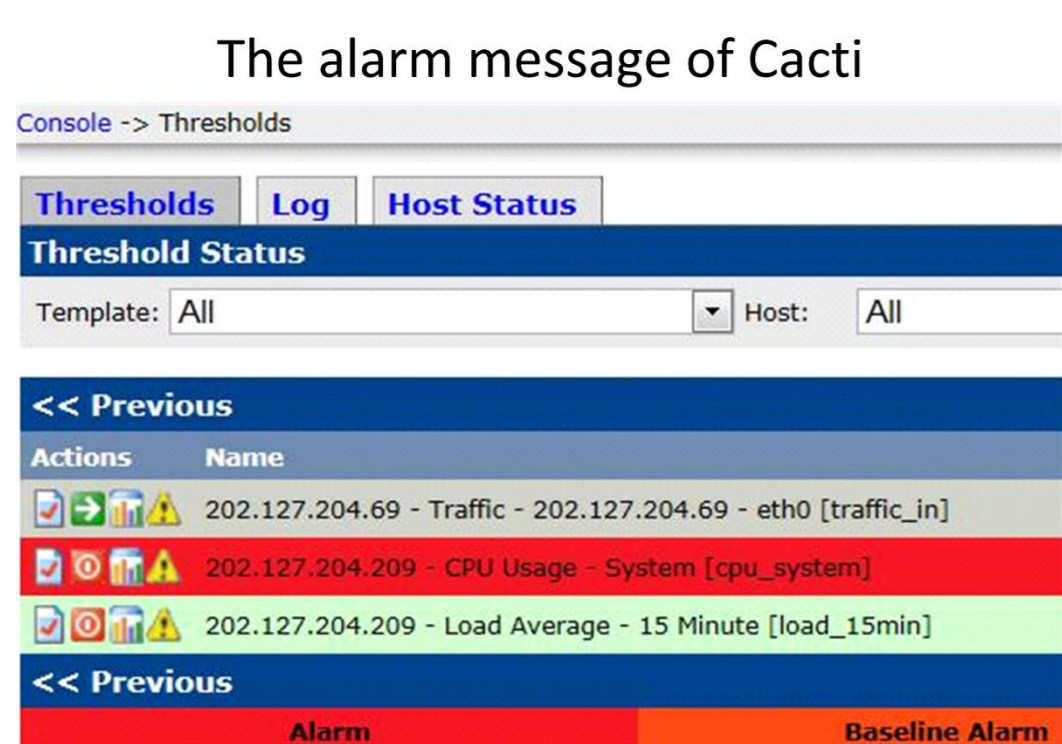 The alarm message of Cacti
Console -> Thresholds
Thresholds Log Host Status
Threshold Status
Template: All Host: All
<< Previous
Actions Name
202.127.204.69 - Traffic - 202.127.204.69 - eth0 [traffic_in]
202.127.204.209 - CPU Usage - System [cpu_system]
202.127.204.209 - Load Average - 15 Minute [load_15min]
<< Previous
Alarm Baseline Alarm